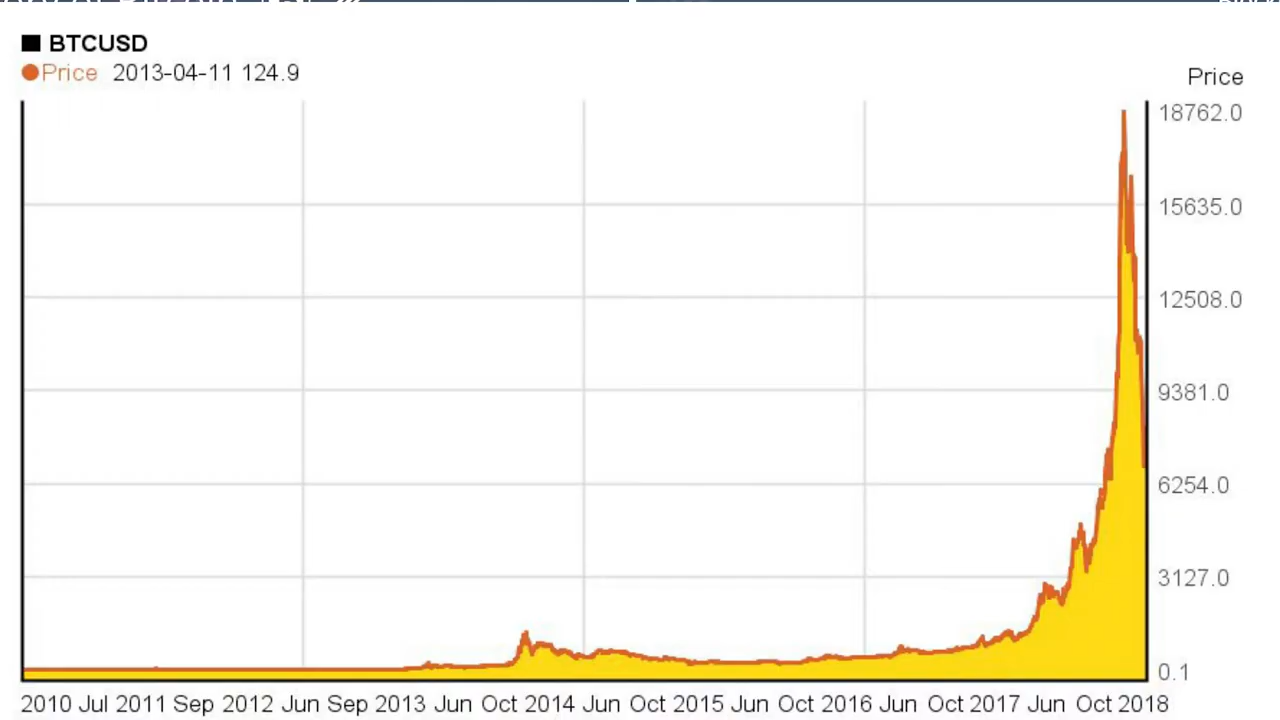 BTCUSD
Price 2013-04-11 124.9
Price
18762.0
15635.0
12508.0
9381.0
6254.0
3127.0
0.1
2010 Jul 2011 Sep 2012 Jun Sep 2013 Jun Oct 2014 Jun Oct 2015 Jun Oct 2016 Jun Oct 2017 Jun Oct 2018